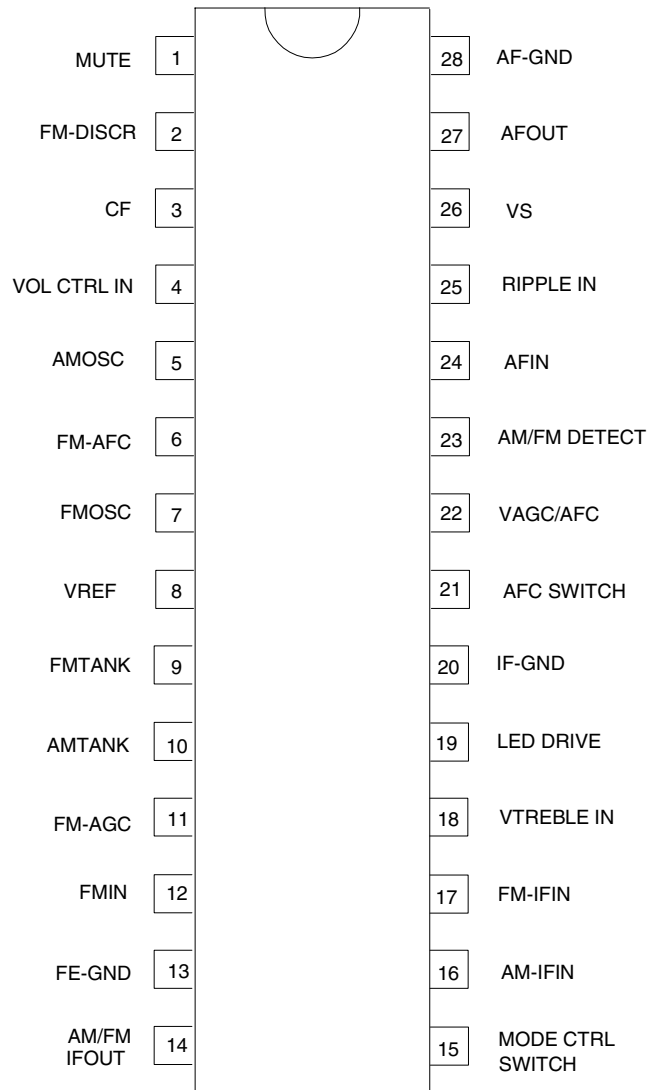 MUTE 1 28 AF-GND
FM-DISCR 2 27 AFOUT
CF 3 26 VS
VOL CTRL IN 4 25 RIPPLE IN
AMOSC 5 24 AFIN
FM-AFC 6 23 AM/FM DETECT
FMOSC 7 22 VAGC/AFC
VREF 8 21 AFC SWITCH
FMTANK 9 20 IF-GND
AMTANK 10 19 LED DRIVE
FM-AGC 11 18 VTREBLE IN
FMIN 12 17 FM-IFIN
FE-GND 13 16 AM-IFIN
AM/FM
IFOUT 14 15 MODE CTRL
SWITCH